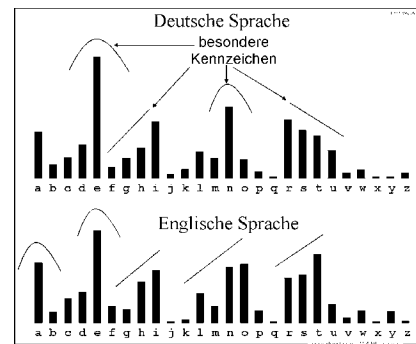 Deutsche Sprache
besondere
Kennzeichen
a b c d e f g h i j k l m n o p q r s t u v w x y z
Englische Sprache
a b c d e f g h i j k l m n o p q r s t u v w x y z